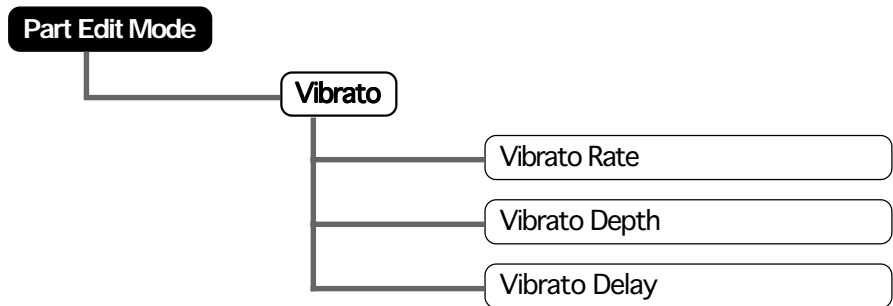 Part Edit Mode
Vibrato
Vibrato Rate
Vibrato Depth
Vibrato Delay